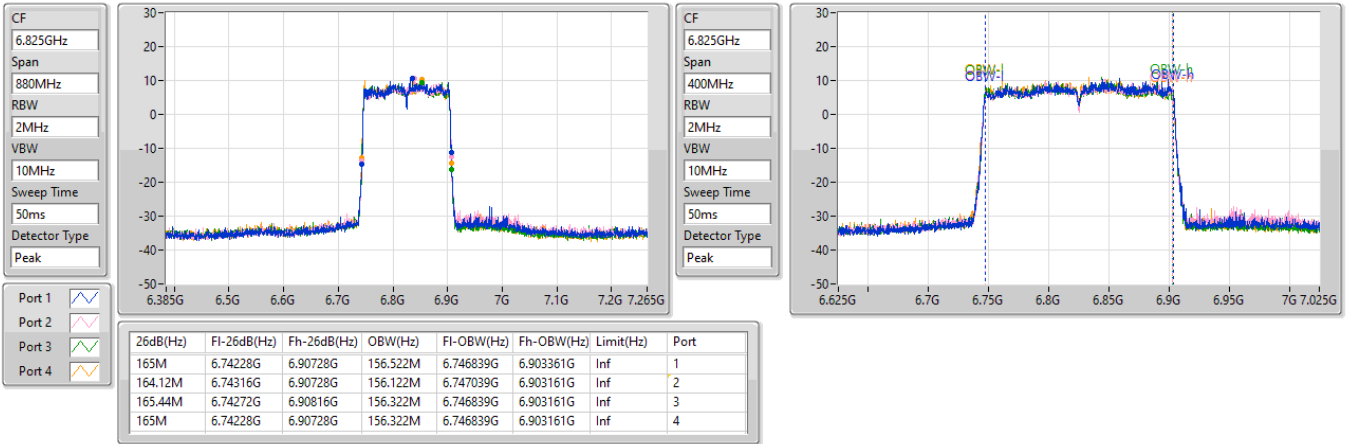 CF
6.825GHz
Span
880MHz
RBW
2MHz
VBW
10MHz
Sweep Time
50ms
Detector Type
Peak
30
20
10
0
-10
-20
-30
-40
-50
6.385G 6.5G 6.6G 6.7G 6.8G 6.9G 7G 7.1G 7.2G 7.265G
CF
6.825GHz
Span
400MHz
RBW
2MHz
VBW
10MHz
Sweep Time
50ms
Detector Type
Peak
30
20
10
0
-10
-20
-30
-40
-50
OBW-l OBW-h
6.625G 6.7G 6.75G 6.8G 6.85G 6.9G 6.95G 7G 7.025G
Port 1
Port 2
Port 3
Port 4
26dB(Hz) Fl-26dB(Hz) Fh-26dB(Hz) OBW(Hz) Fl-OBW(Hz) Fh-OBW(Hz) Limit(Hz) Port
165M 6.74228G 6.90728G 156.522M 6.746839G 6.903361G Inf 1
164.12M 6.74316G 6.90728G 156.122M 6.747039G 6.903161G Inf 2
165.44M 6.74272G 6.90816G 156.322M 6.746839G 6.903161G Inf 3
165M 6.74228G 6.90728G 156.322M 6.746839G 6.903161G Inf 4